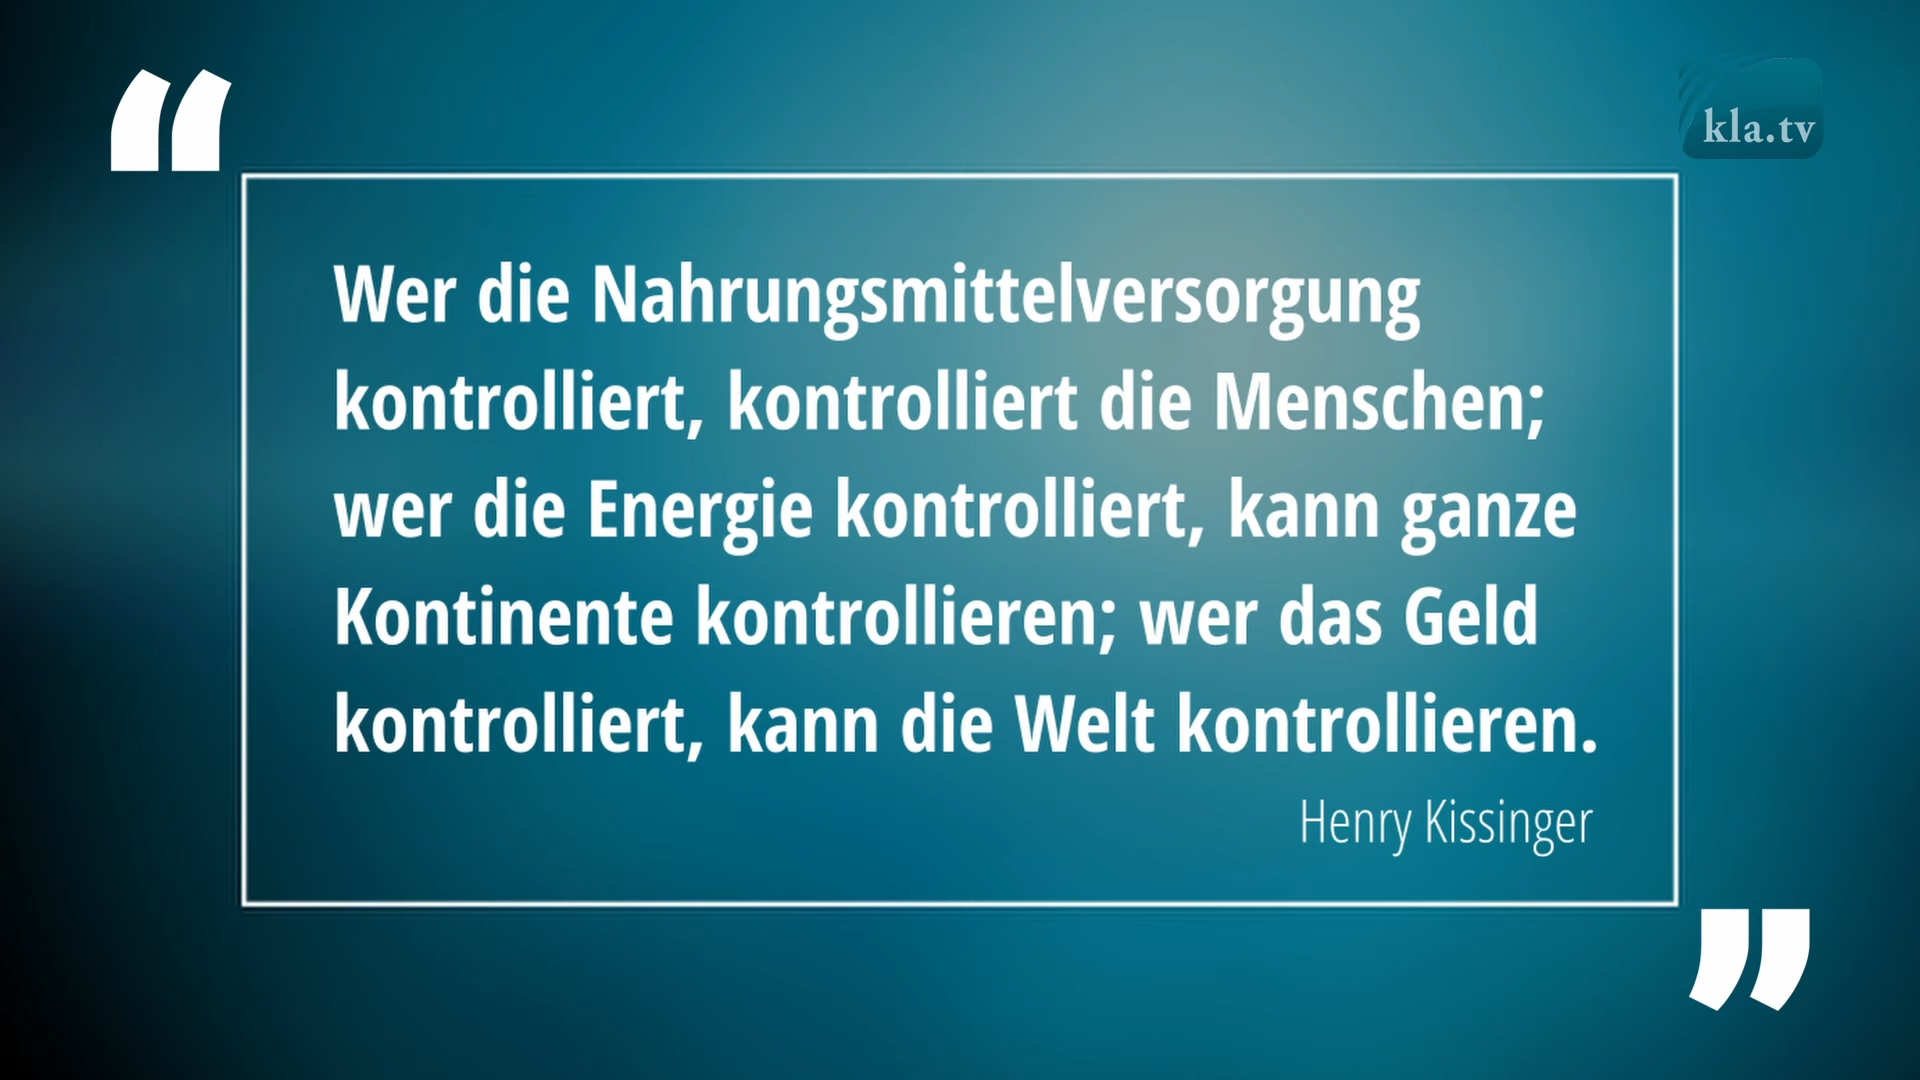 kla.tv
“
Wer die Nahrungsmittelversorgung
kontrolliert, kontrolliert die Menschen;
wer die Energie kontrolliert, kann ganze
Kontinente kontrollieren; wer das Geld
kontrolliert, kann die Welt kontrollieren.
Henry Kissinger
”